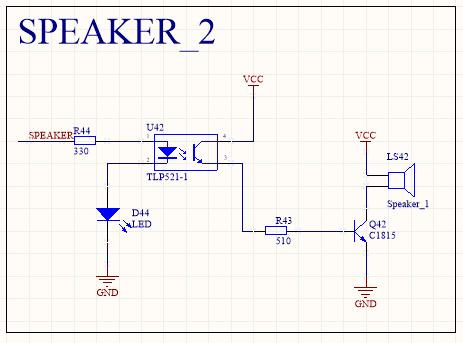 SPEAKER_2
VCC
SPEAKER
R44
330
U42
1
2
4
3
TLP521-1
VCC
LS42
Speaker_1
D44
LED
R43
510
Q42
C1815
GND
GND